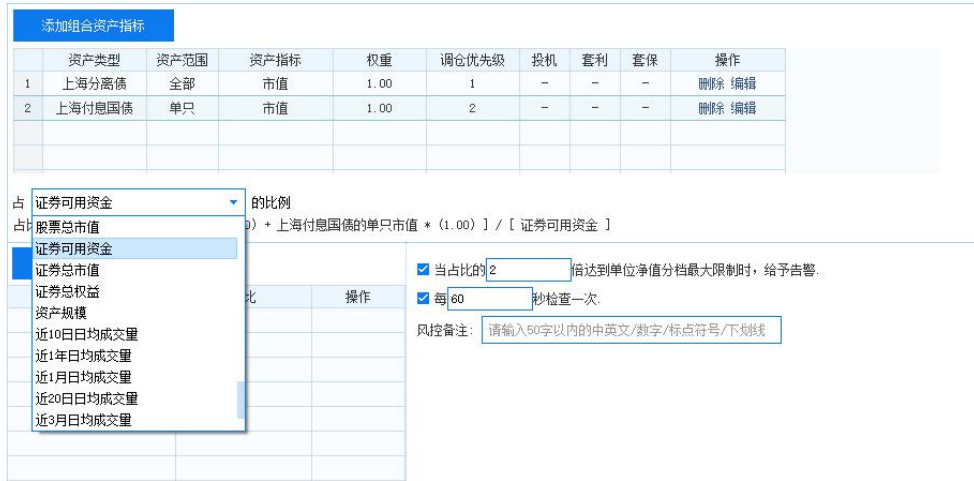 添加组合资产指标
资产类型 资产范围 资产指标 权重 调仓优先级 投机 套利 套保 操作
1 上海分离债 全部 市值 1.00 1 - - - 删除 编辑
2 上海付息国债 单只 市值 1.00 2 - - - 删除 编辑
占 证券可用资金 的比例
占 ) + 上海付息国债的单只市值 * (1.00) ] / [ 证券可用资金 ]
股票总市值
证券可用资金
证券总市值
证券总权益
资产规模
近10日日均成交量
近1年日均成交量
近1月日均成交量
近20日日均成交量
近3月日均成交量
比 操作
当占比的 2 倍达到单位净值分档最大限制时，给予告警.
每 60 秒检查一次.
风控备注: 请输入50字以内的中英文/数字/标点符号/下划线